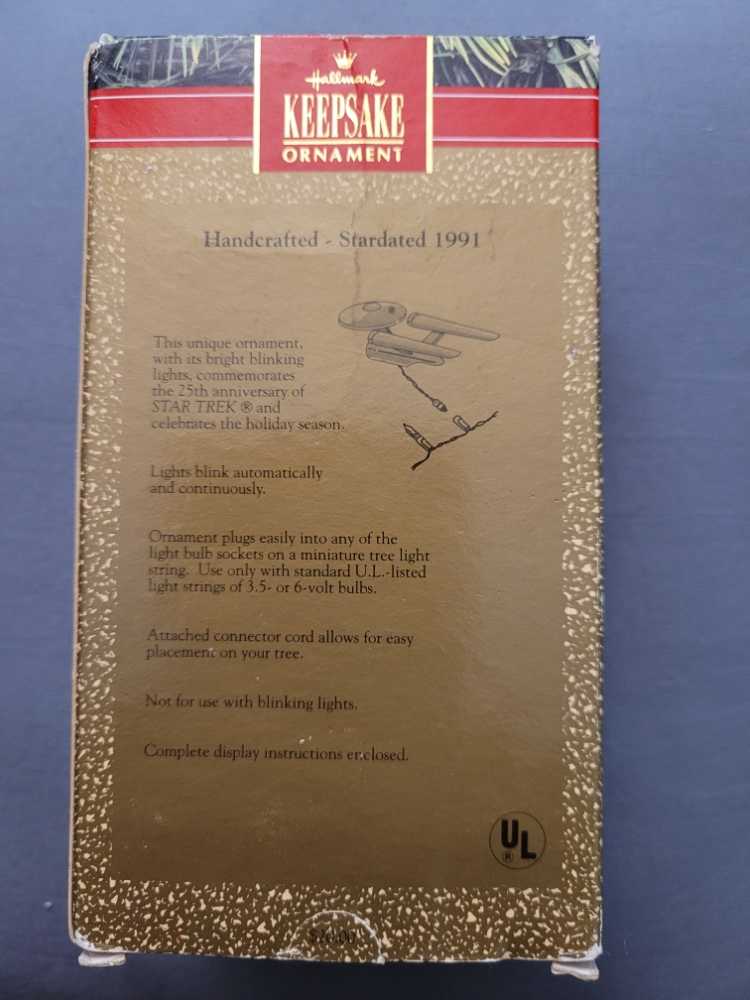 Hallmark
KEEPSAKE
ORNAMENT
Handcrafted - Stardated 1991
This unique ornament,
with its bright blinking
lights, commemorates
the 25th anniversary of
STAR TREK ® and
celebrates the holiday season.
Lights blink automatically
and continuously.
Ornament plugs easily into any of the
light bulb sockets on a miniature tree light
string. Use only with standard U.L.-listed
light strings of 3.5- or 6-volt bulbs.
Attached connector cord allows for easy
placement on your tree.
Not for use with blinking lights.
Complete display instructions enclosed.
UL
®